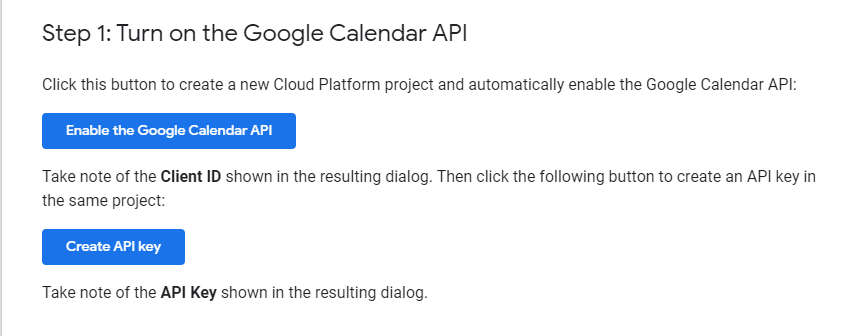 Step 1: Turn on the Google Calendar API
Click this button to create a new Cloud Platform project and automatically enable the Google Calendar API:
Enable the Google Calendar API
Take note of the Client ID shown in the resulting dialog. Then click the following button to create an API key in
the same project:
Create API key
Take note of the API Key shown in the resulting dialog.